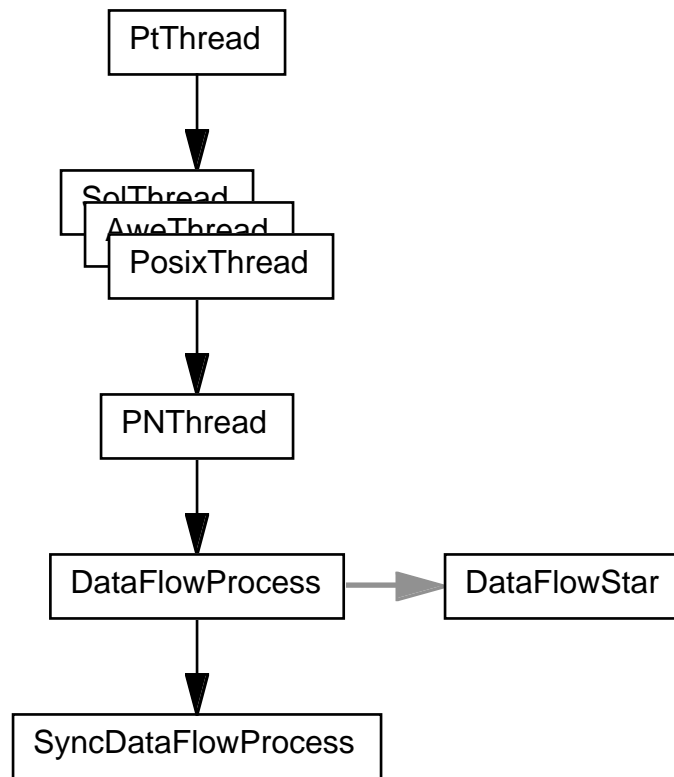 PtThread
SolThread
AweThread
PosixThread
PNThread
DataFlowProcess
DataFlowStar
SyncDataFlowProcess